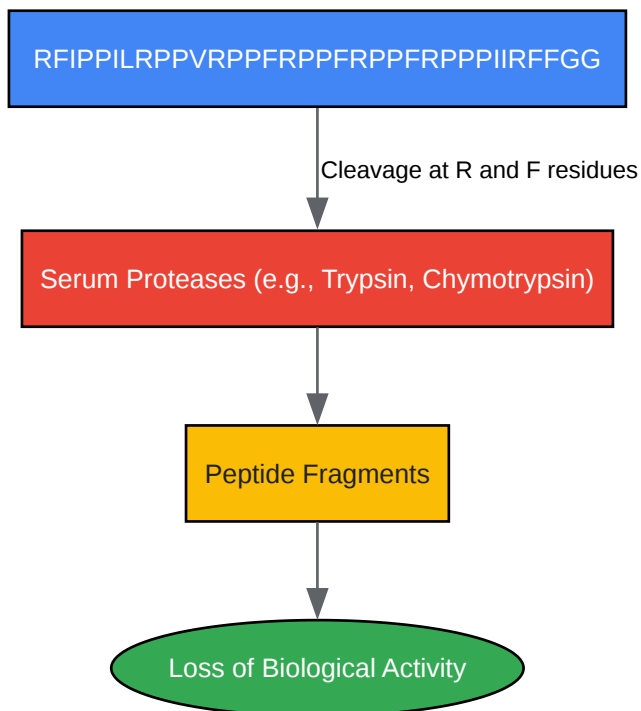 RFIPPILRPPVRPPFRPPFRPPFRPPPIIRFFGG
Cleavage at R and F residues
Serum Proteases (e.g., Trypsin, Chymotrypsin)
Peptide Fragments
Loss of Biological Activity